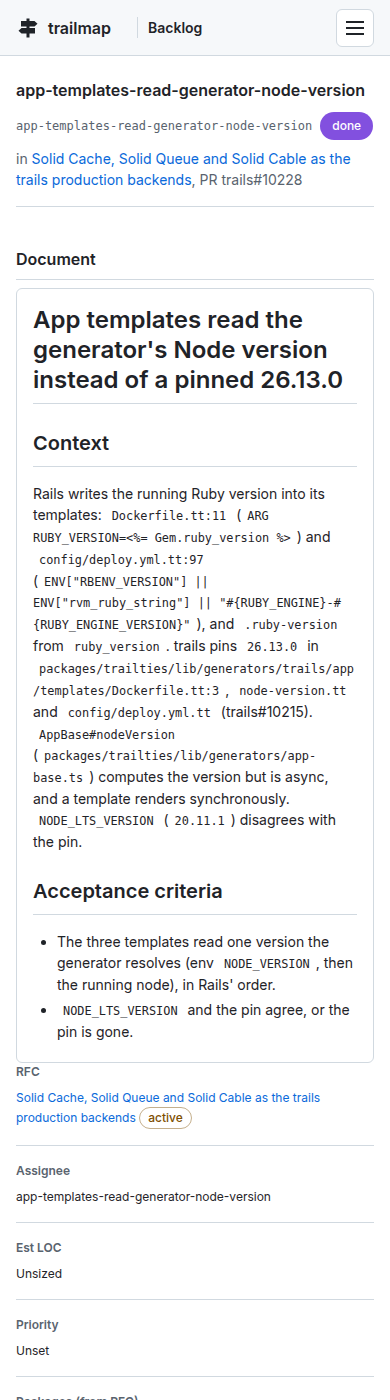 trailmap
Backlog
app-templates-read-generator-node-version
app-templates-read-generator-node-version done
in Solid Cache, Solid Queue and Solid Cable as the
trails production backends, PR trails#10228
Document
App templates read the
generator's Node version
instead of a pinned 26.13.0
Context
Rails writes the running Ruby version into its
templates: Dockerfile.tt:11 ( ARG
RUBY_VERSION=<%= Gem.ruby_version %> ) and
config/deploy.yml.tt:97
( ENV["RBENV_VERSION"] ||
ENV["rvm_ruby_string"] || "#{RUBY_ENGINE}-#
{RUBY_ENGINE_VERSION}" ), and .ruby-version
from ruby_version . trails pins 26.13.0 in
packages/trailties/lib/generators/trails/app
/templates/Dockerfile.tt:3 , node-version.tt
and config/deploy.yml.tt (trails#10215).
AppBase#nodeVersion
( packages/trailties/lib/generators/app-
base.ts ) computes the version but is async,
and a template renders synchronously.
NODE_LTS_VERSION ( 20.11.1 ) disagrees with
the pin.
Acceptance criteria
• The three templates read one version the
generator resolves (env NODE_VERSION , then
the running node), in Rails' order.
• NODE_LTS_VERSION and the pin agree, or the
pin is gone.
RFC
Solid Cache, Solid Queue and Solid Cable as the trails
production backends active
Assignee
app-templates-read-generator-node-version
Est LOC
Unsized
Priority
Unset
Packages (from RFC)